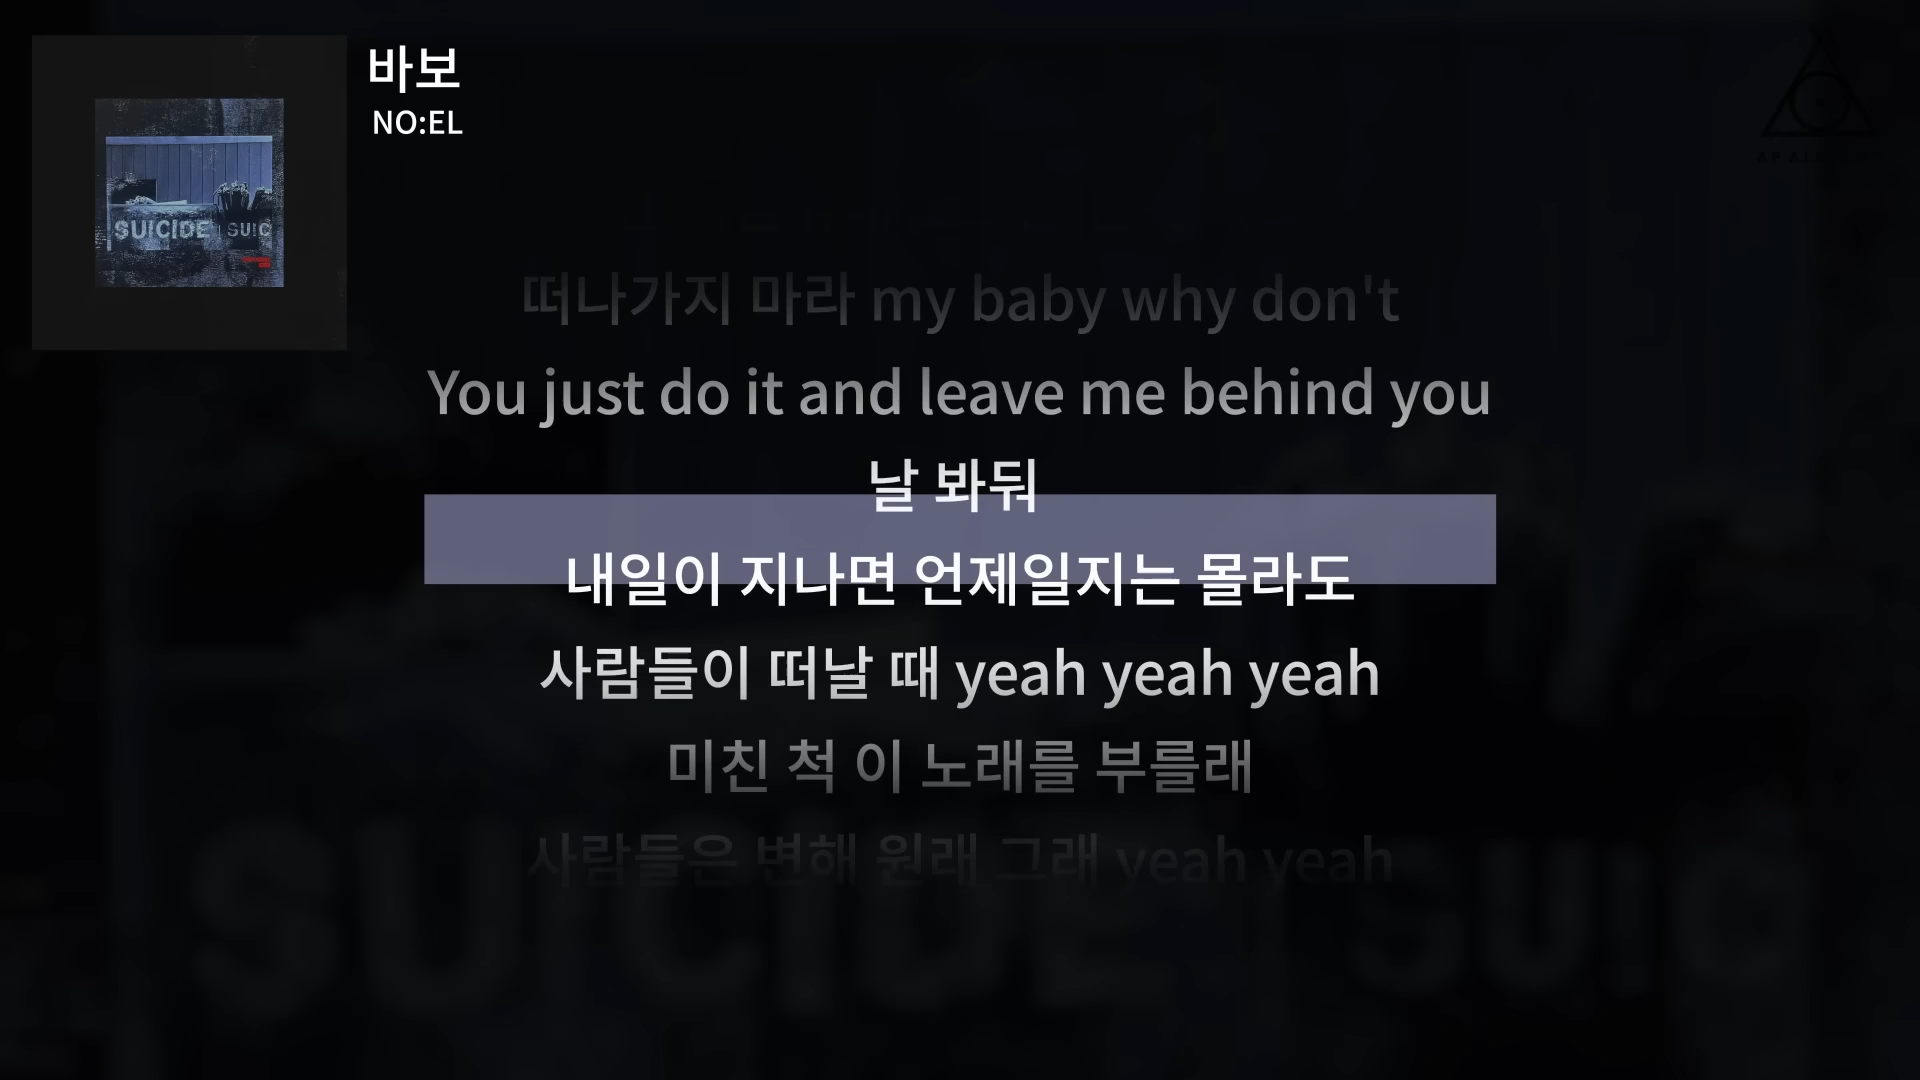 바보
NO:EL
SUICIDE SUIC
떠나가지 마라 my baby why don't
You just do it and leave me behind you
날 봐둬
내일이 지나면 언제일지는 몰라도
사람들이 떠날 때 yeah yeah yeah
미친 척 이 노래를 부를래
사람들은 변해 원래 그래 yeah yeah
SUICIDE SUIC